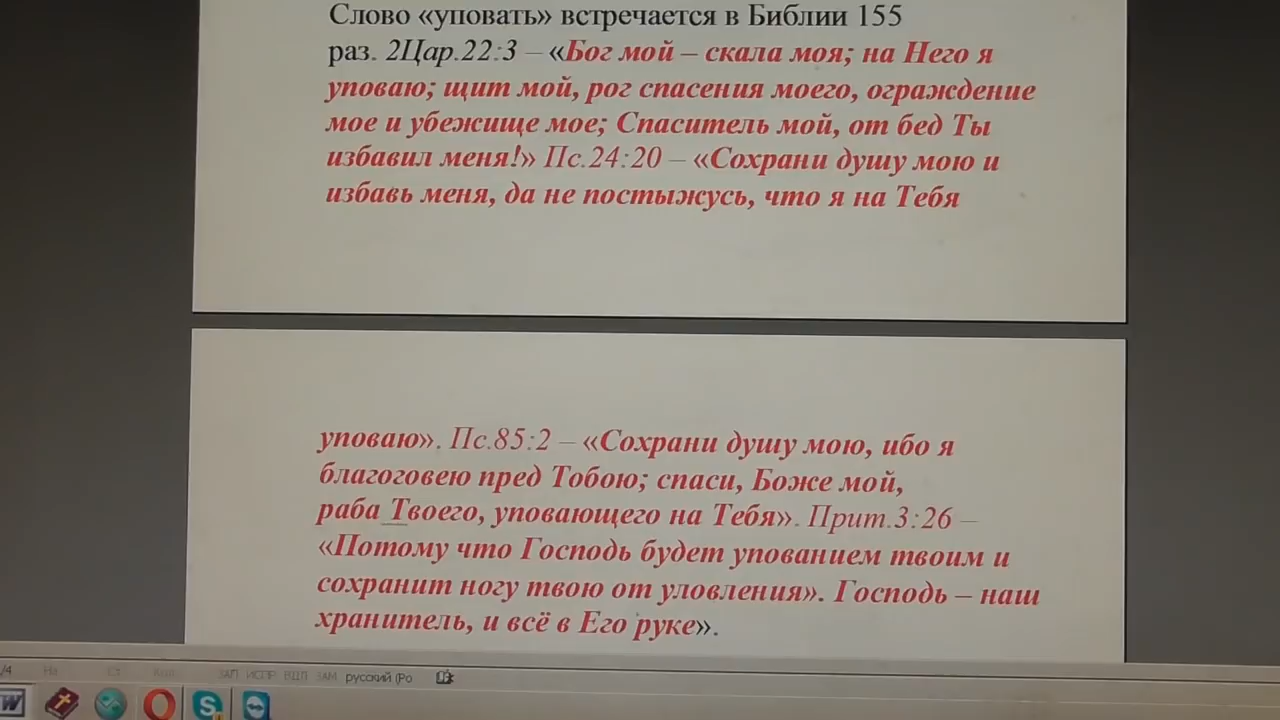 Слово «уповать» встречается в Библии 155
раз. 2Цар.22:3 – «Бог мой – скала моя; на Него я
уповаю; щит мой, рог спасения моего, ограждение
мое и убежище мое; Спаситель мой, от бед Ты
избавил меня!» Пс.24:20 – «Сохрани душу мою и
избавь меня, да не постыжусь, что я на Тебя
уповаю». Пс.85:2 – «Сохрани душу мою, ибо я
благоговею пред Тобою; спаси, Боже мой,
раба Твоего, уповающего на Тебя». Прит.3:26 –
«Потому что Господь будет упованием твоим и
сохранит ногу твою от уловления». Господь – наш
хранитель, и всё в Его руке».
/4 На Ст Кол ЗАП ИСПР ВДЛ ЗАМ русский (Ро
W S